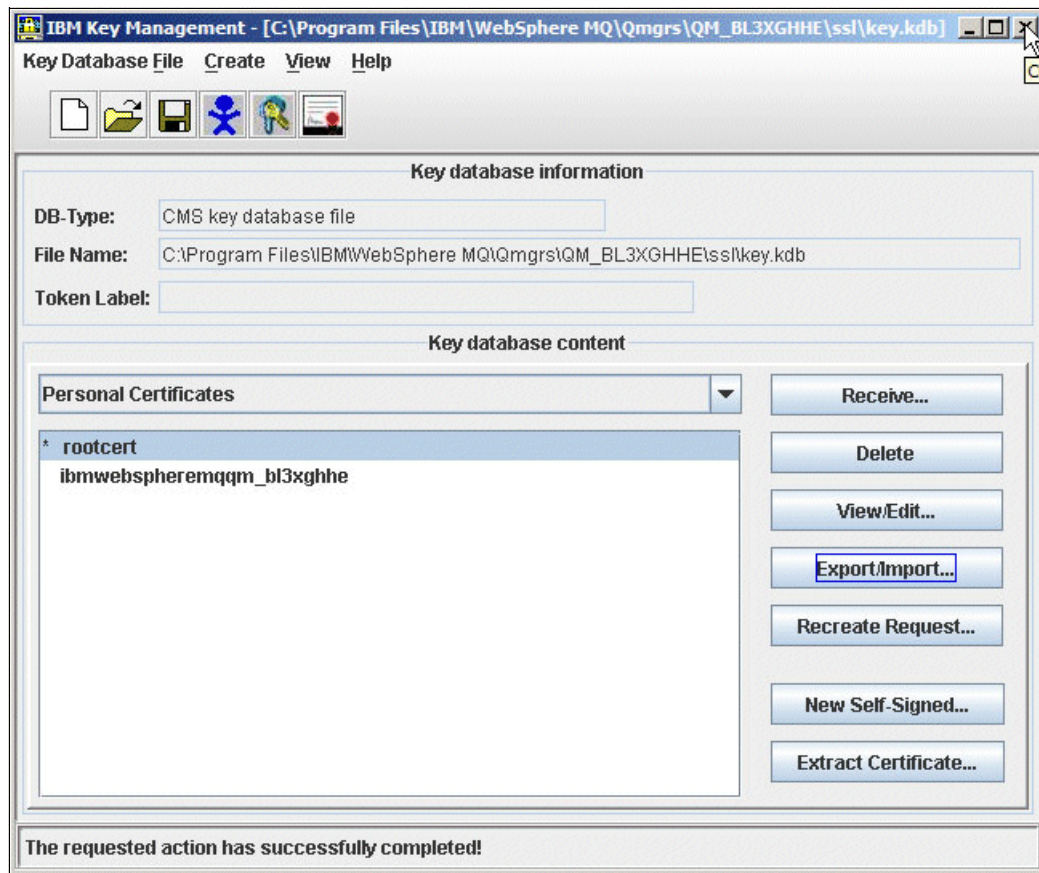 IBM Key Management - [C:\Program Files\IBM\WebSphere MQ\Qmgrs\QM_BL3XGHHE\ssl\key.kdb]
Key Database File Create View Help
Key database information
DB-Type: CMS key database file
File Name: C:\Program Files\IBM\WebSphere MQ\Qmgrs\QM_BL3XGHHE\ssl\key.kdb
Token Label:
Key database content
Personal Certificates
Receive...
* rootcert
Delete
ibmwebspheremqqm_bl3xghhe
View/Edit...
Export/Import...
Recreate Request...
New Self-Signed...
Extract Certificate...
The requested action has successfully completed!